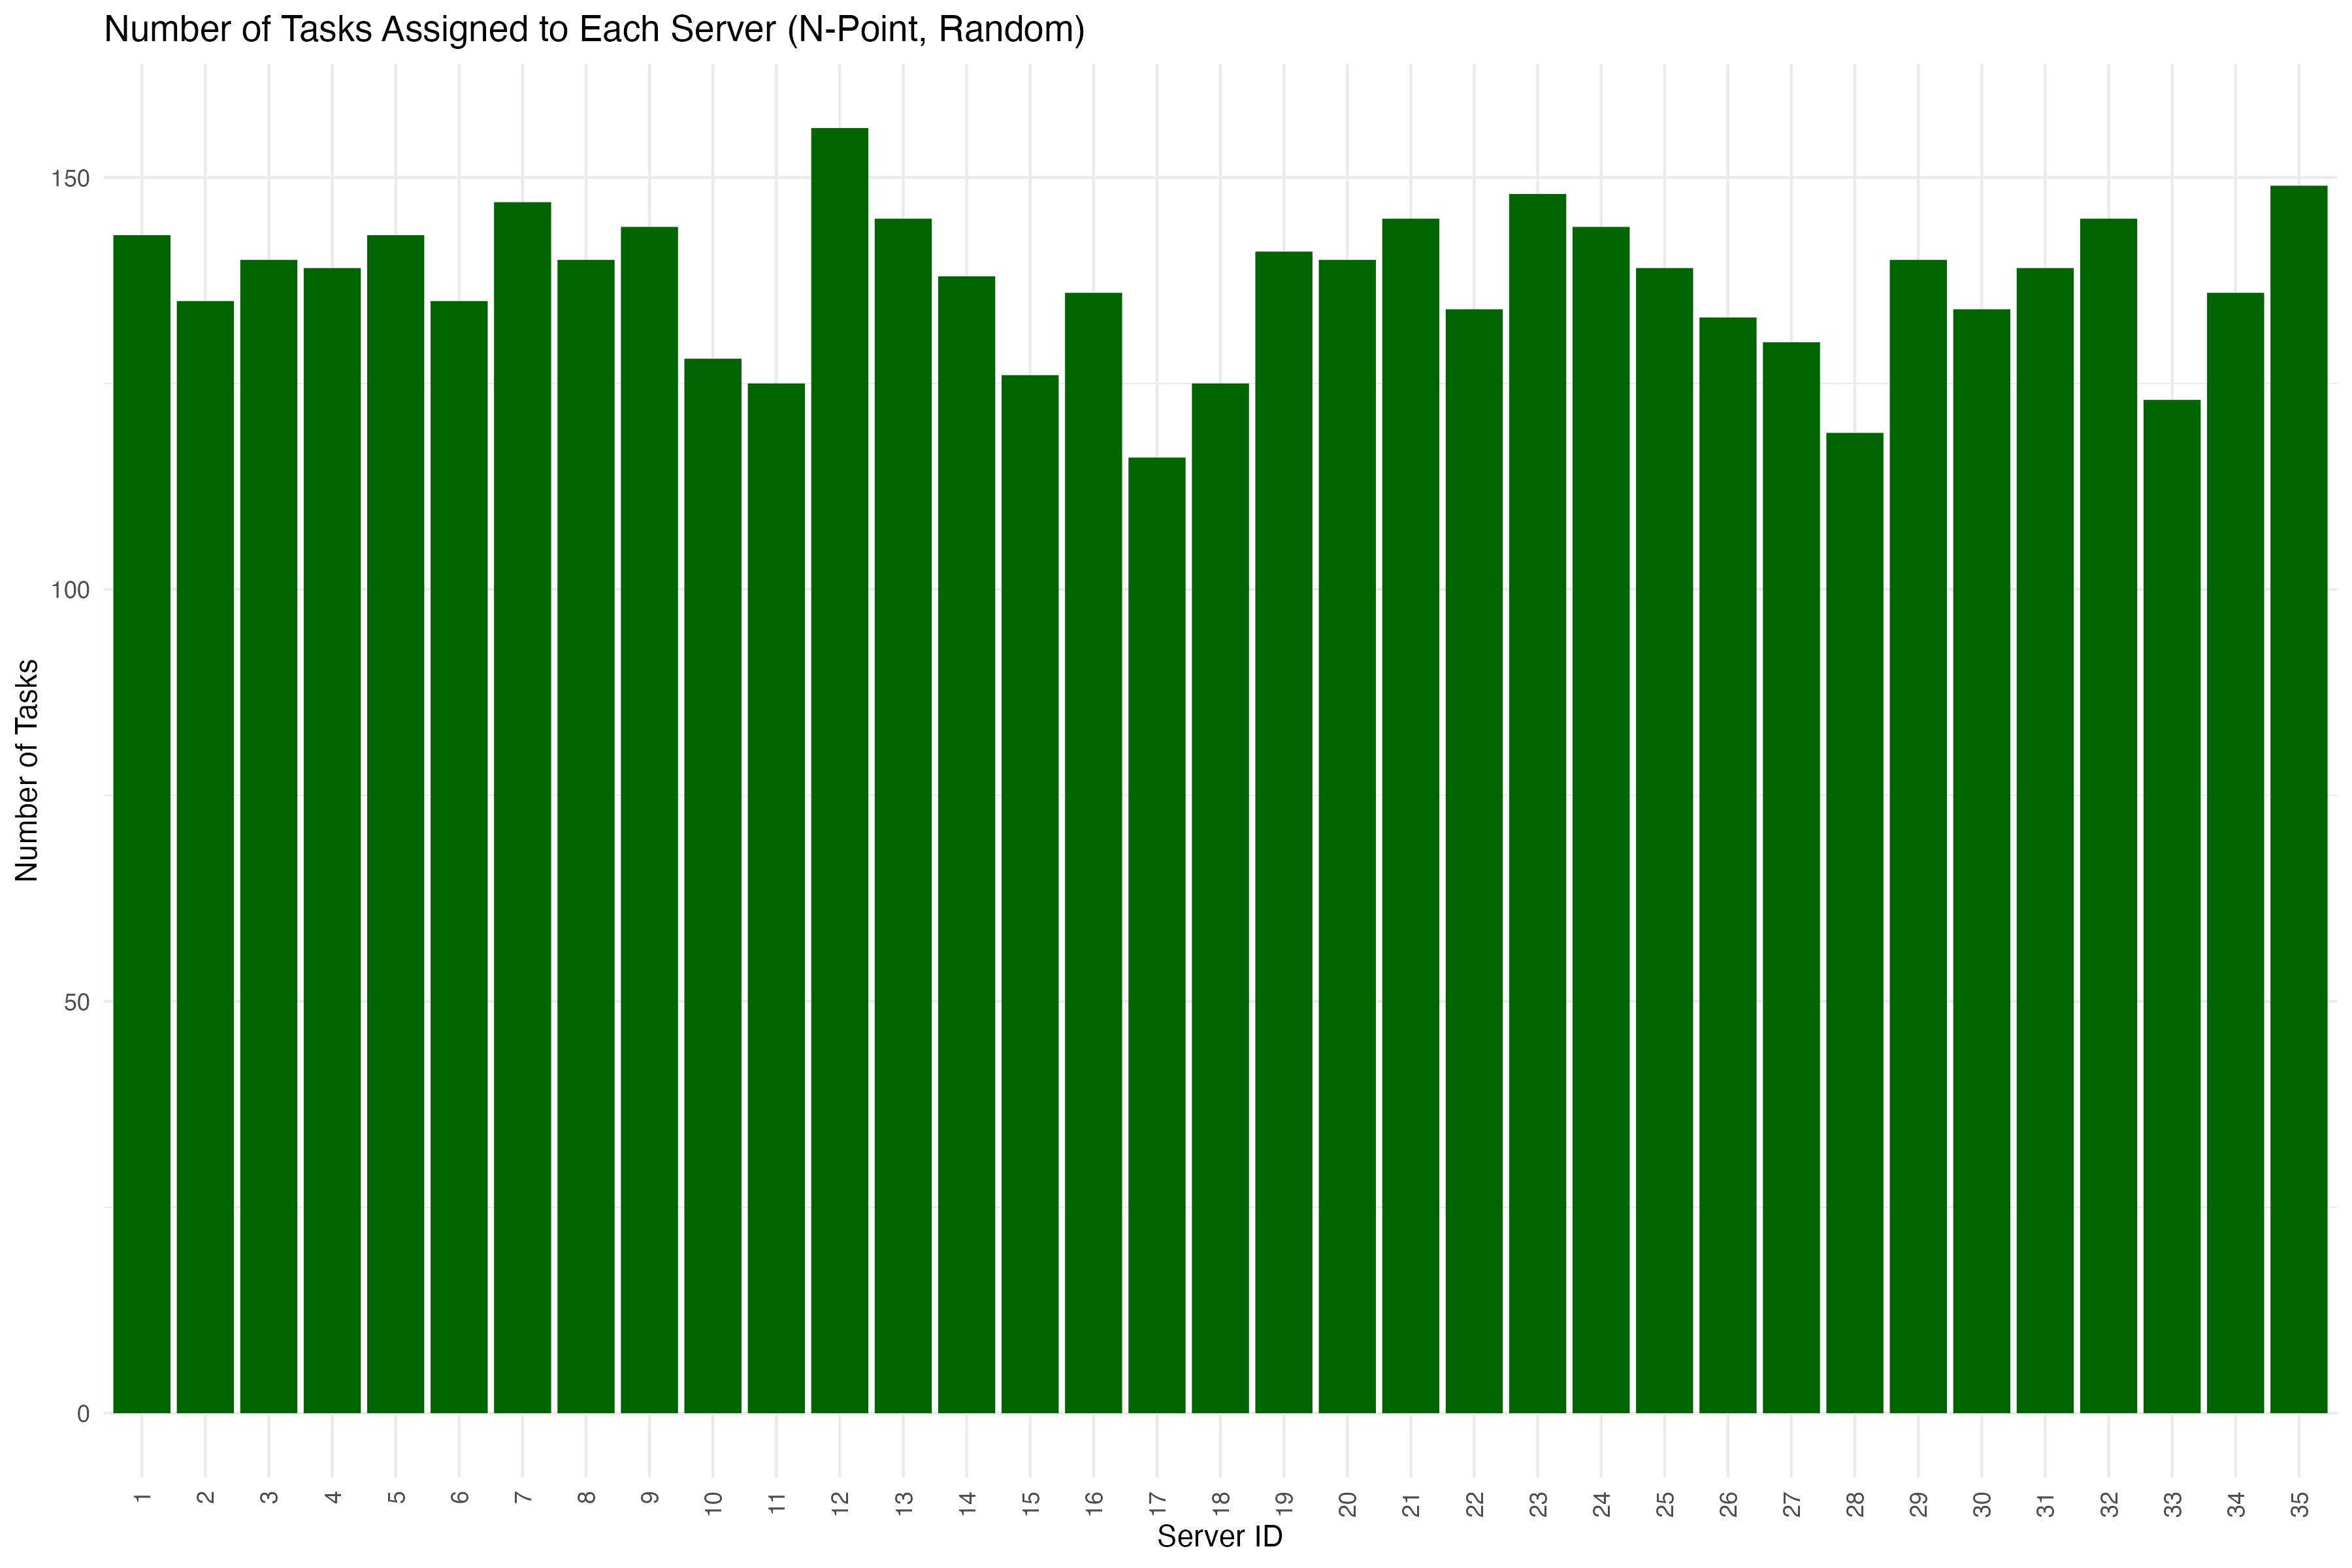 Number of Tasks Assigned to Each Server (N-Point, Random)
Number of Tasks
150
100
50
0
1 2 3 4 5 6 7 8 9 10 11 12 13 14 15 16 17 18 19 20 21 22 23 24 25 26 27 28 29 30 31 32 33 34 35
Server ID